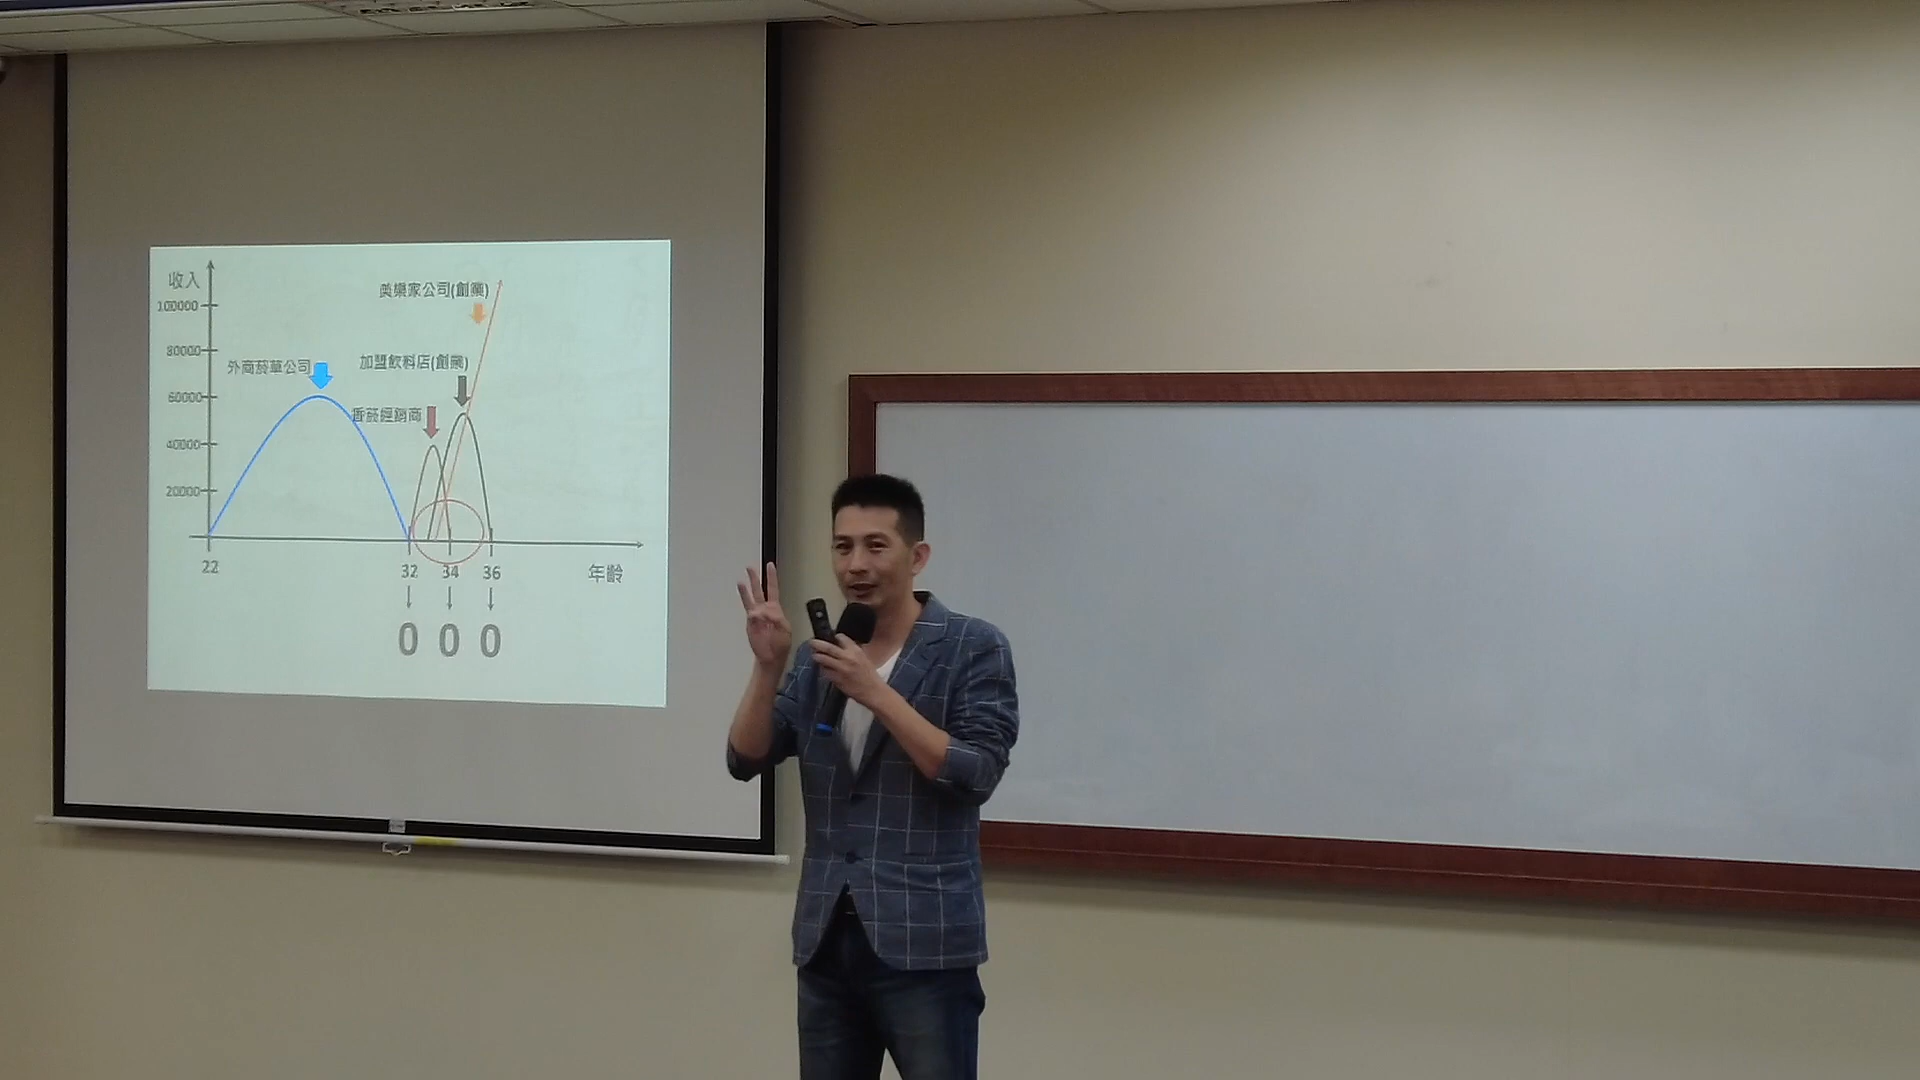 收入
美樂家公司(創業)
100000
80000
外商菸草公司
加盟飲料店(創業)
60000
香菸經銷商
40000
20000
22
32
34
36
年齡
0 0 0